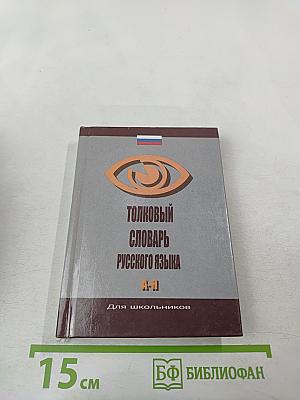 ТОЛКОВЫЙ
СЛОВАРЬ
РУССКОГО ЯЗЫКА
А-Я
Для школьников
15 см
БФ БИБЛИОФАН